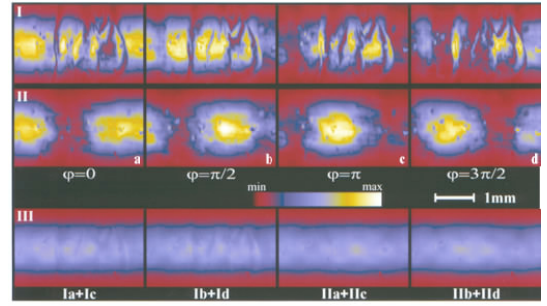 I
II
a b c d
φ=0 φ=π/2 φ=π φ=3π/2
min max
1mm
III
Ia+Ic Ib+Id IIa+IIc IIb+IId